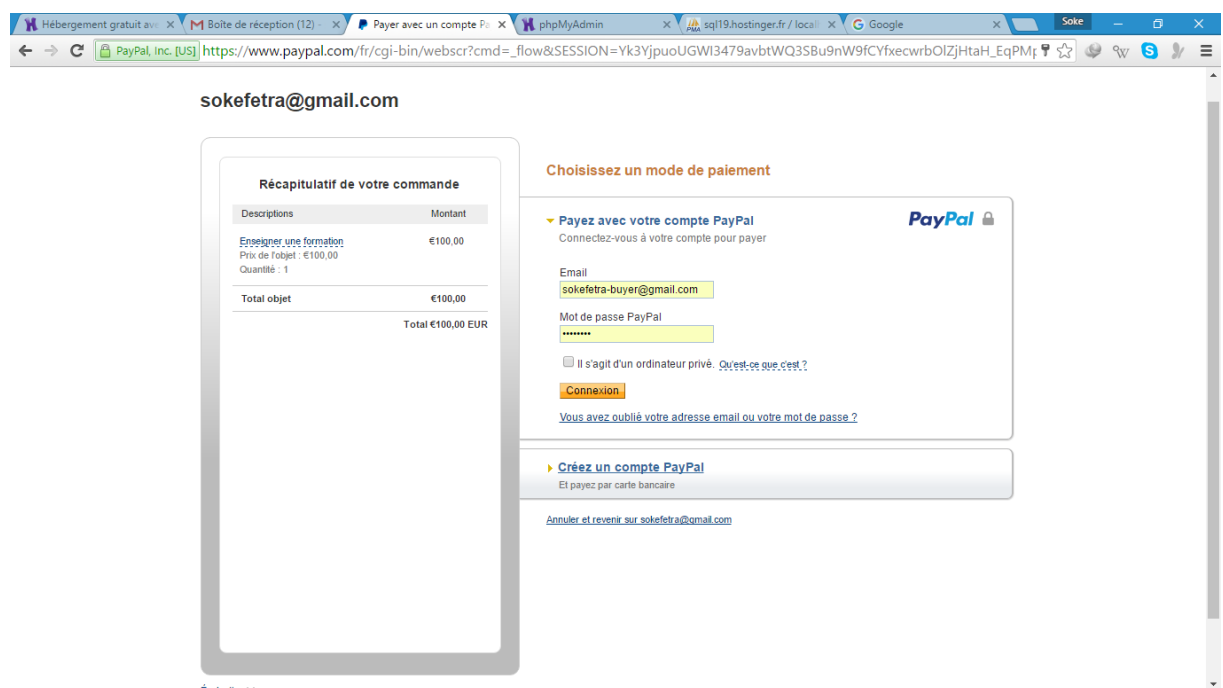 Hébergement gratuit ave
Boîte de réception (12) -
Payer avec un compte Pa
phpMyAdmin
sql19.hostinger.fr / locall
Google
Soke
PayPal, Inc. [US] https://www.paypal.com/fr/cgi-bin/webscr?cmd=_flow&SESSION=Yk3YjpuoUGWI3479avbtWQ3SBu9nW9fCYfxecwrbOlZjHtaH_EqPMp
sokefetra@gmail.com
Récapitulatif de votre commande
Descriptions Montant
Enseigner une formation €100,00
Prix de l'objet : €100,00
Quantité : 1
Total objet €100,00
Total €100,00 EUR
Choisissez un mode de paiement
Payez avec votre compte PayPal
PayPal
Connectez-vous à votre compte pour payer
Email
sokefetra-buyer@gmail.com
Mot de passe PayPal
••••••••
Il s'agit d'un ordinateur privé. Qu'est-ce que c'est ?
Connexion
Vous avez oublié votre adresse email ou votre mot de passe ?
Créez un compte PayPal
Et payez par carte bancaire
Annuler et revenir sur sokefetra@gmail.com